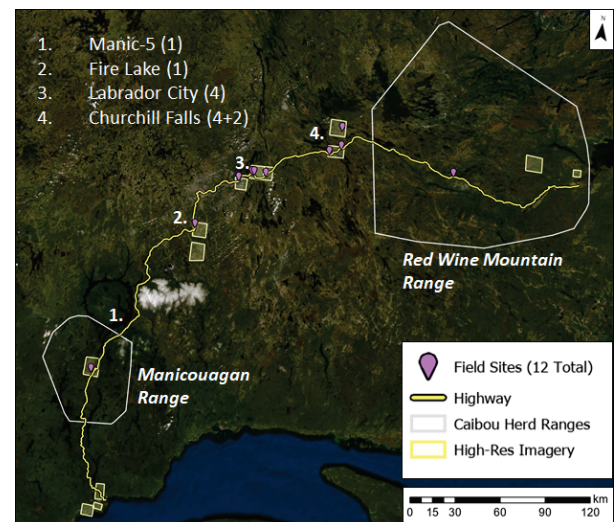 1. Manic-5 (1)
2. Fire Lake (1)
3. Labrador City (4)
4. Churchill Falls (4+2)
N
4.
3.
2.
Red Wine Mountain
Range
1.
Manicouagan
Range
Field Sites (12 Total)
Highway
Caibou Herd Ranges
High-Res Imagery
km
0 15 30 60 90 120